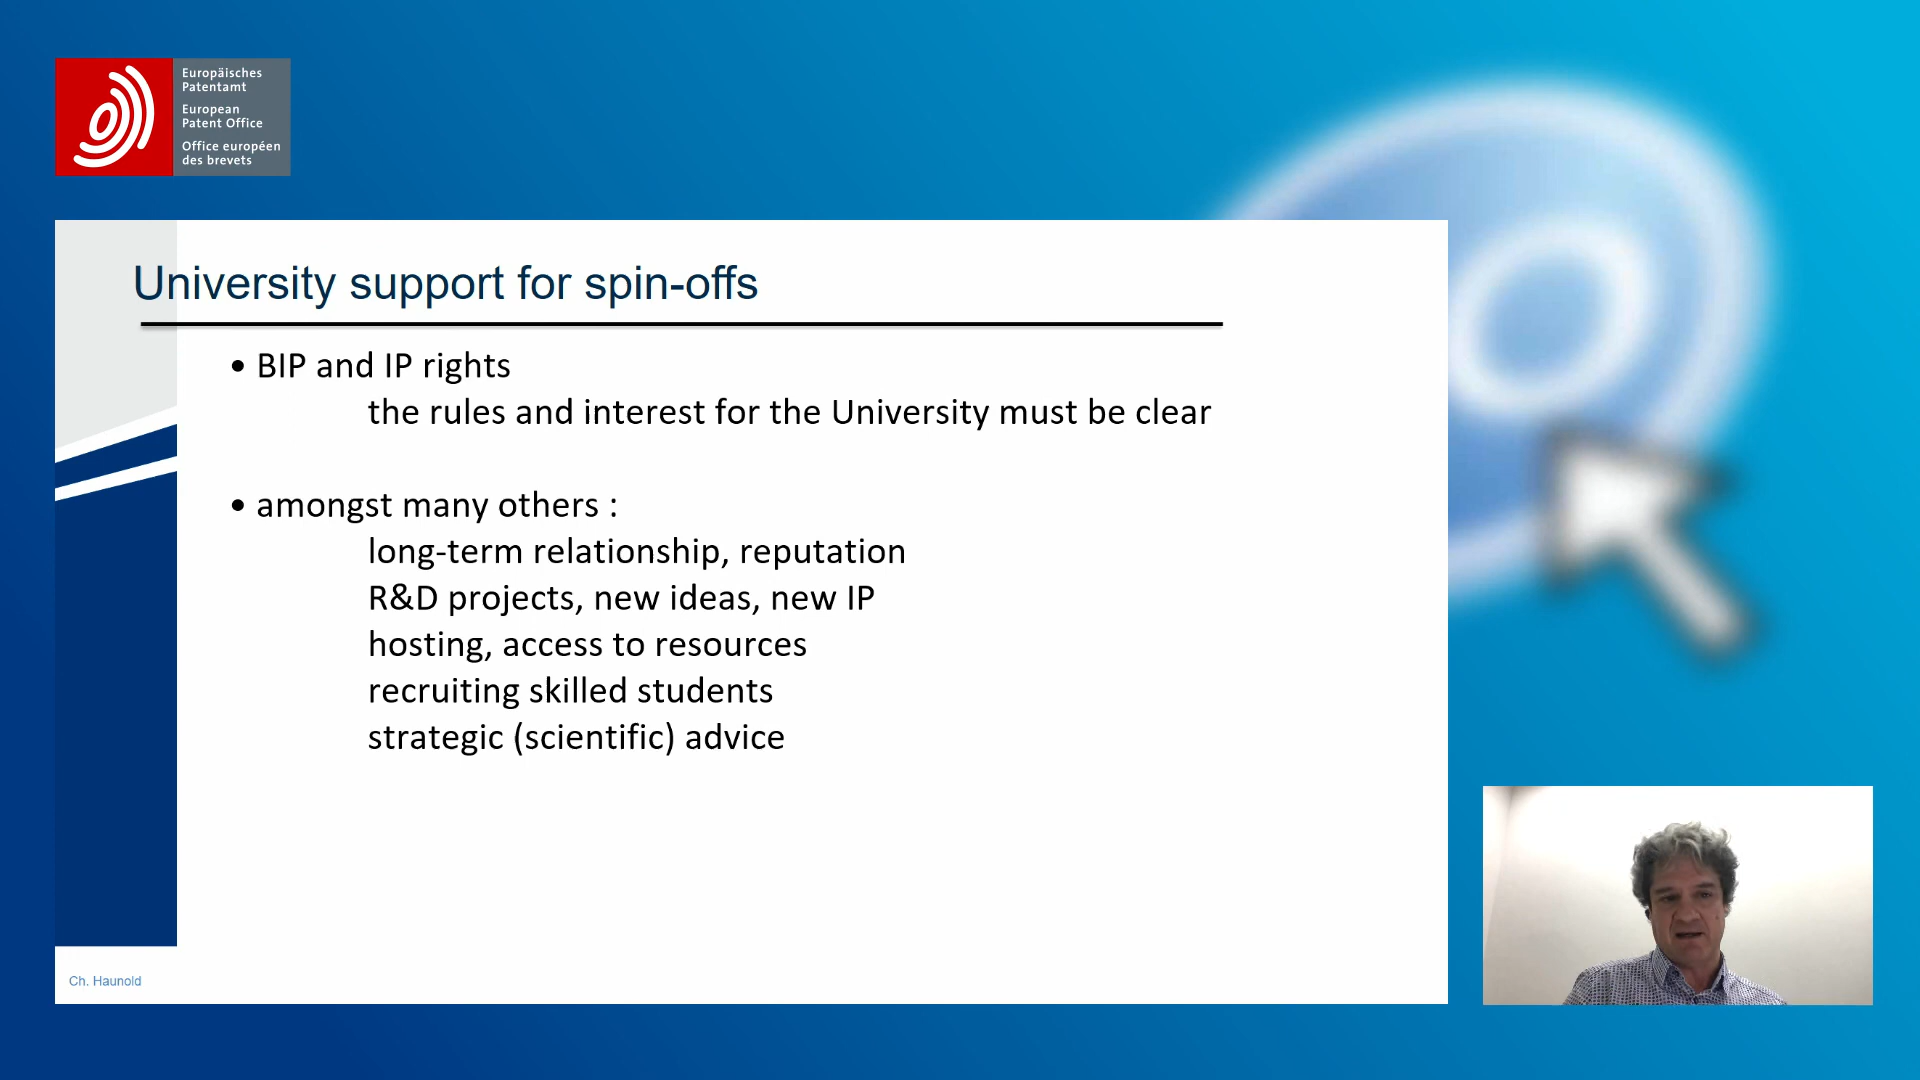 Europäisches
Patentamt
European
Patent Office
Office européen
des brevets
University support for spin-offs
• BIP and IP rights
the rules and interest for the University must be clear
• amongst many others :
long-term relationship, reputation
R&D projects, new ideas, new IP
hosting, access to resources
recruiting skilled students
strategic (scientific) advice
Ch. Haunold